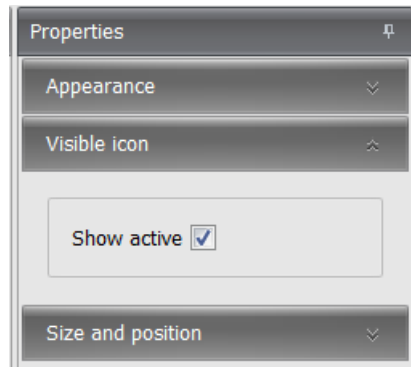 Properties
Appearance
Visible icon
Show active
Size and position